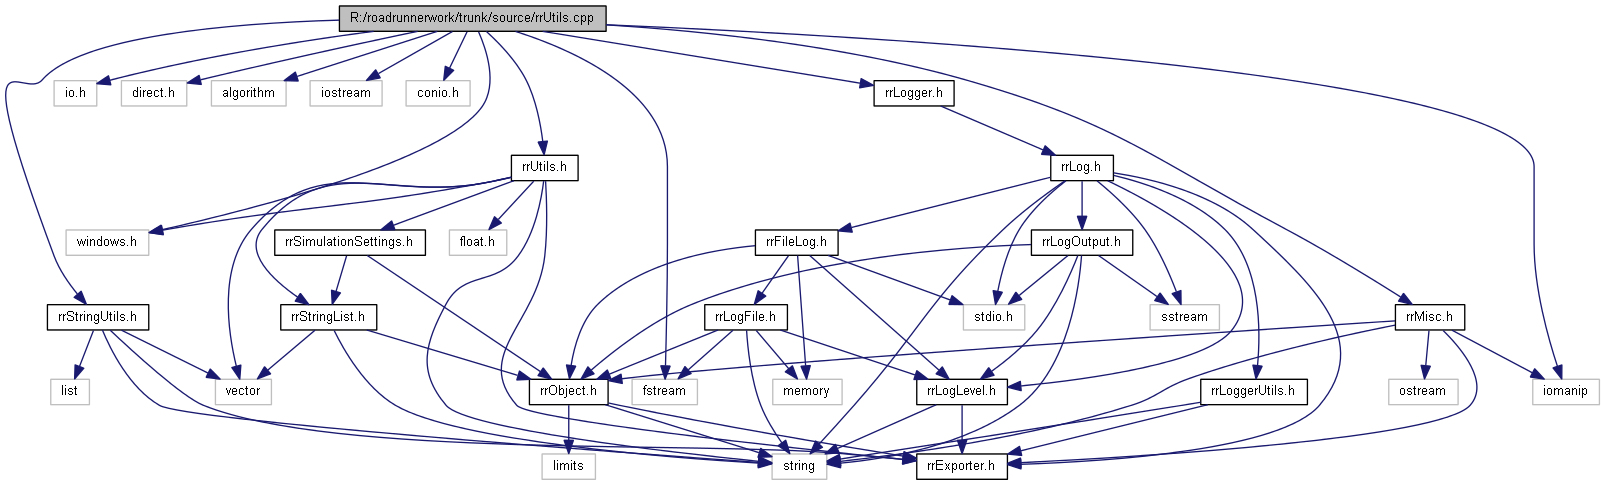 R:/roadrunnerwork/trunk/source/rrUtils.cpp
io.h
direct.h
algorithm
iostream
conio.h
rrLogger.h
rrUtils.h
rrLog.h
windows.h
rrSimulationSettings.h
float.h
rrFileLog.h
rrLogOutput.h
rrStringUtils.h
rrStringList.h
rrLogFile.h
stdio.h
sstream
rrMisc.h
list
vector
rrObject.h
fstream
memory
rrLogLevel.h
rrLoggerUtils.h
ostream
iomanip
limits
string
rrExporter.h